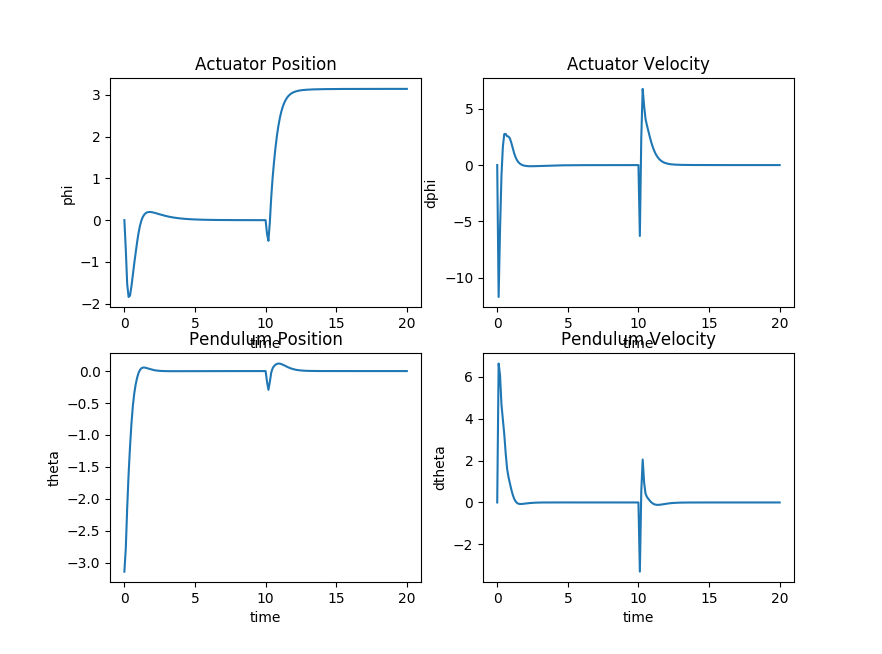 Actuator Position
3
2
1
0
−1
−2
phi
0 5 10 15 20
time
Actuator Velocity
5
0
−5
−10
dphi
0 5 10 15 20
time
Pendulum Position
0.0
−0.5
−1.0
−1.5
−2.0
−2.5
−3.0
theta
0 5 10 15 20
time
Pendulum Velocity
6
4
2
0
−2
dtheta
0 5 10 15 20
time